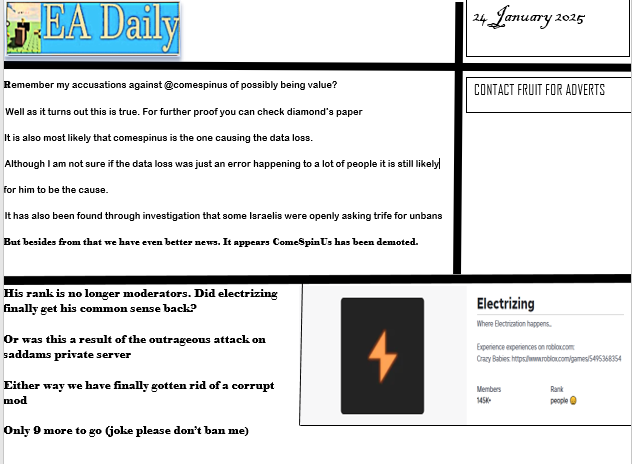 EA Daily
24 January 2025
CONTACT FRUIT FOR ADVERTS
Remember my accusations against @comespinus of possibly being value?
Well as it turns out this is true. For further proof you can check diamond's paper
It is also most likely that comespinus is the one causing the data loss.
Although I am not sure if the data loss was just an error happening to a lot of people it is still likely
for him to be the cause.
It has also been found through investigation that some Israelis were openly asking trife for unbans
But besides from that we have even better news. It appears ComeSpinUs has been demoted.
His rank is no longer moderators. Did electrizing
finally get his common sense back?
Or was this a result of the outrageous attack on
saddams private server
Either way we have finally gotten rid of a corrupt
mod
Only 9 more to go (joke please don't ban me)
Electrizing
Where Electrization happens..
Experience experiences on roblox.com:
Crazy Babies: https://www.roblox.com/games/5495368354
Members
Rank
145K+
people 😔